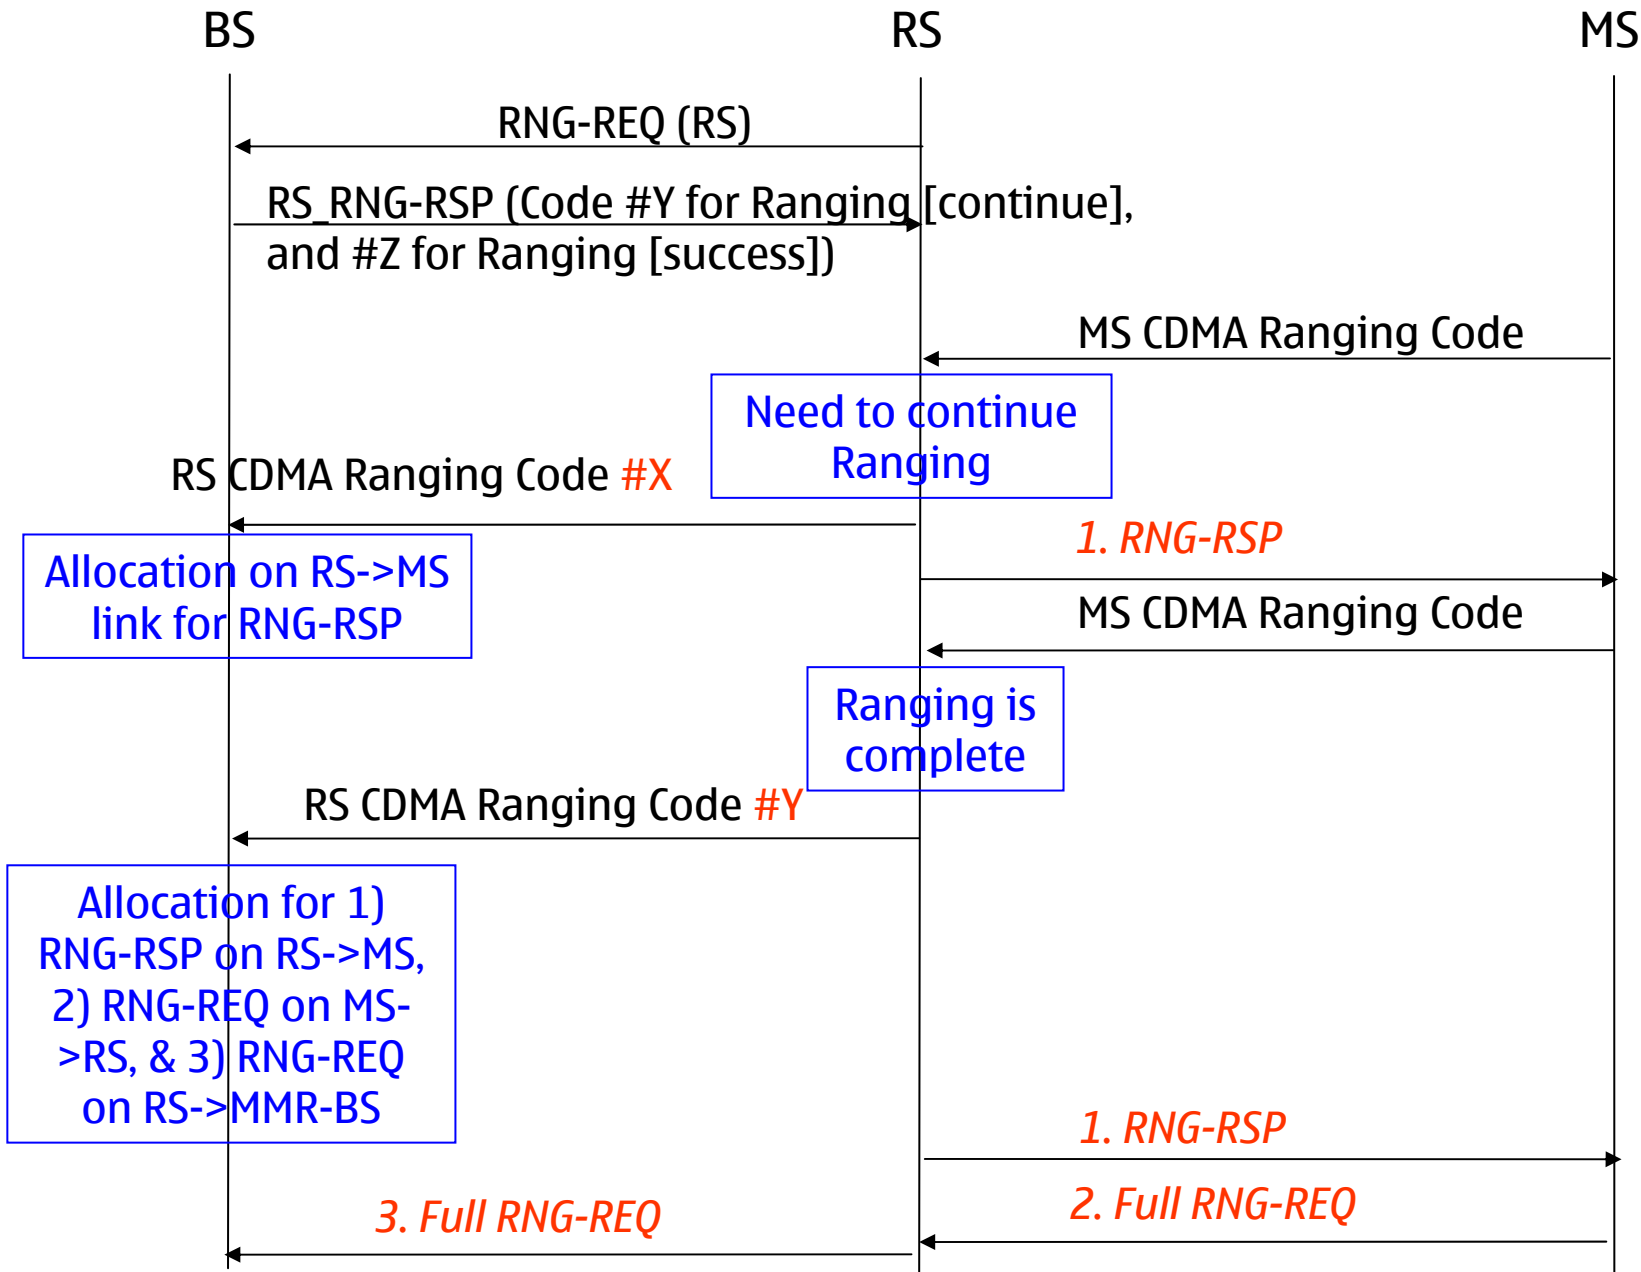 BS
RS
MS
RNG-REQ (RS)
RS_RNG-RSP (Code #Y for Ranging [continue],
and #Z for Ranging [success])
MS CDMA Ranging Code
Need to continue
Ranging
RS CDMA Ranging Code #X
1. RNG-RSP
Allocation on RS->MS
link for RNG-RSP
MS CDMA Ranging Code
Ranging is
complete
RS CDMA Ranging Code #Y
Allocation for 1)
RNG-RSP on RS->MS,
2) RNG-REQ on MS-
>RS, & 3) RNG-REQ
on RS->MMR-BS
1. RNG-RSP
2. Full RNG-REQ
3. Full RNG-REQ